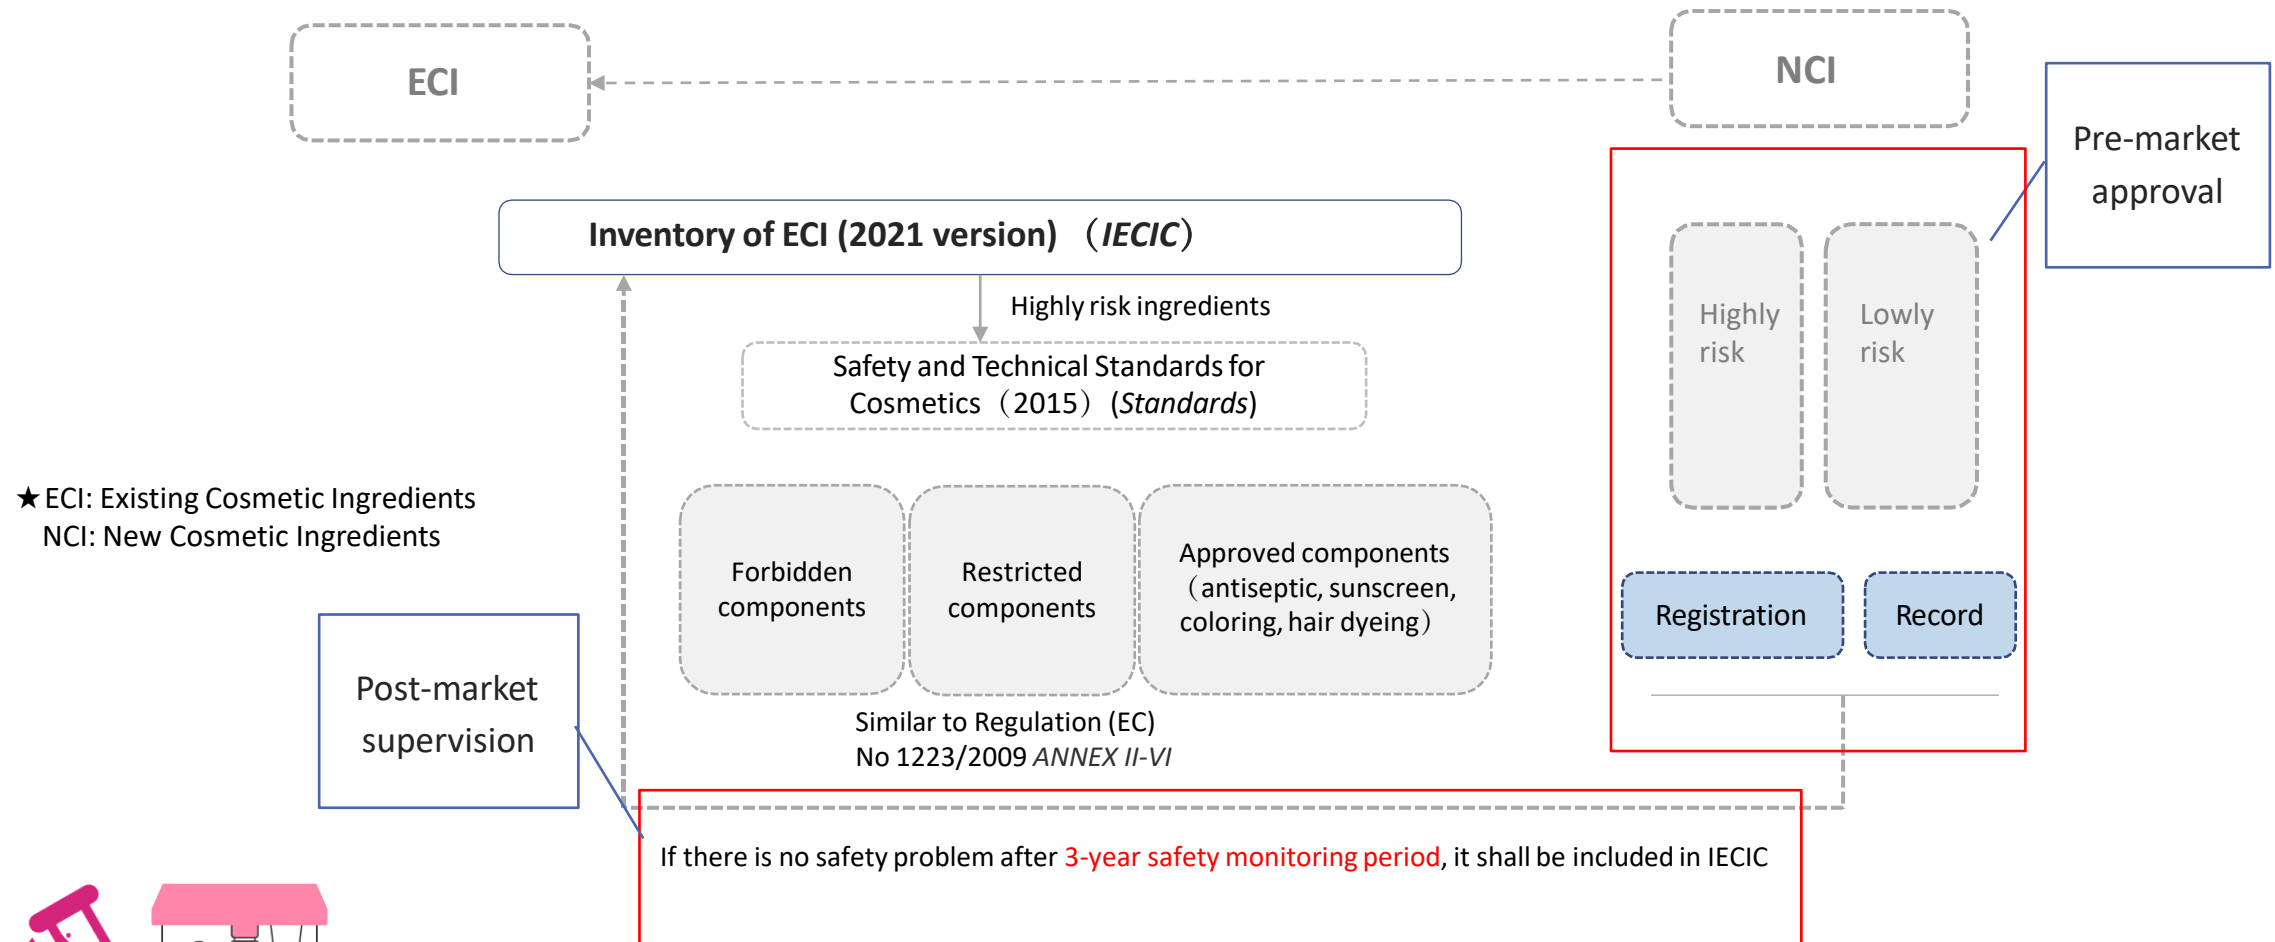 ECI
NCI
Pre-market
approval
Inventory of ECI (2021 version) （IECIC）
Highly risk ingredients
Highly
risk
Lowly
risk
Safety and Technical Standards for
Cosmetics（2015）(Standards)
★ECI: Existing Cosmetic Ingredients
NCI: New Cosmetic Ingredients
Forbidden
components
Restricted
components
Approved components
（antiseptic, sunscreen,
coloring, hair dyeing）
Registration
Record
Post-market
supervision
Similar to Regulation (EC)
No 1223/2009 ANNEX II-VI
If there is no safety problem after 3-year safety monitoring period, it shall be included in IECIC